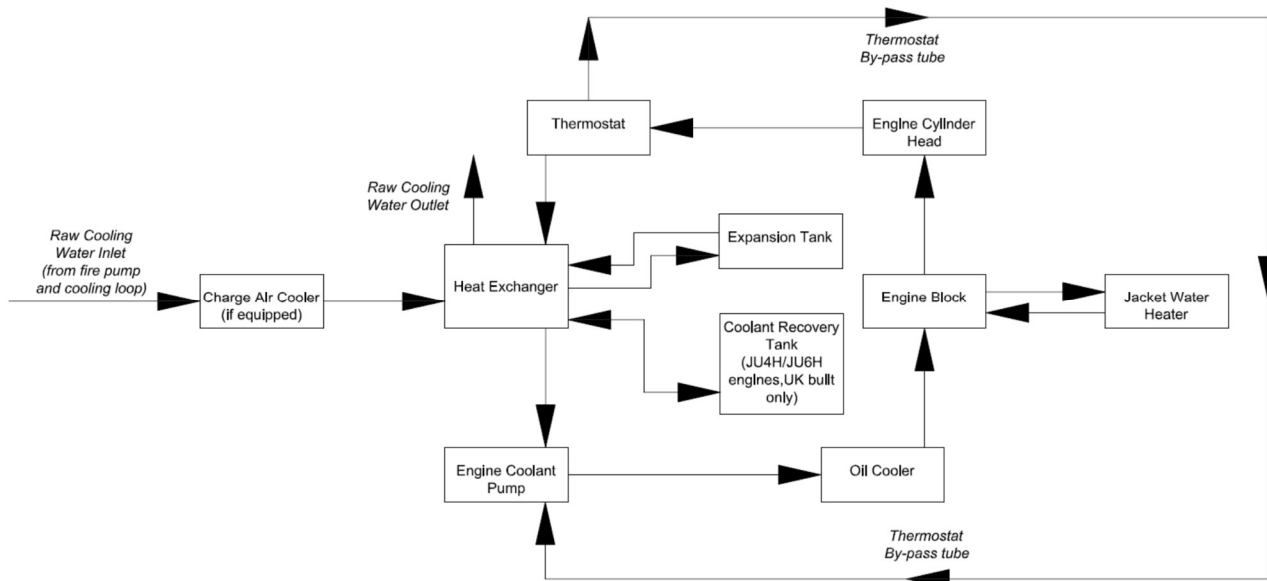 Thermostat
By-pass tube
Thermostat
Engine Cylinder
Head
Raw Cooling
Water Outlet
Raw Cooling
Water Inlet
(from fire pump
and cooling loop)
Expansion Tank
Charge Air Cooler
(if equipped)
Heat Exchanger
Engine Block
Jacket Water
Heater
Coolant Recovery
Tank
(JU4H/JU6H
engines,UK built
only)
Engine Coolant
Pump
Oil Cooler
Thermostat
By-pass tube